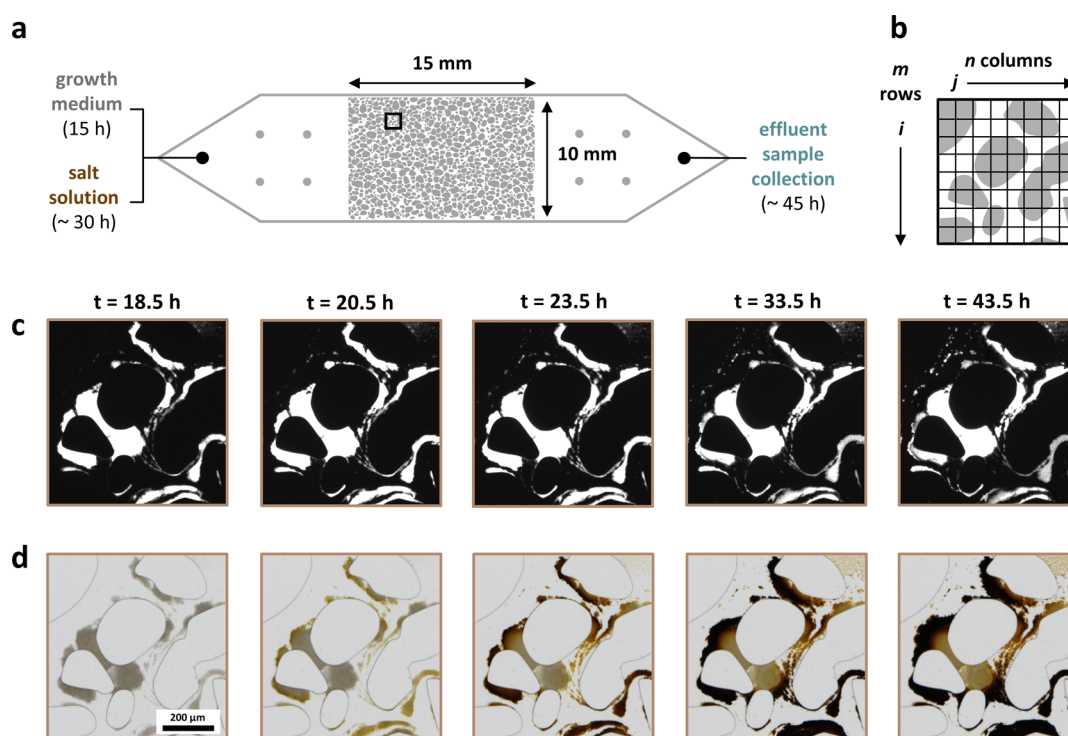 a
15 mm
growth
medium
(15 h)
salt
solution
(~ 30 h)
10 mm
effluent
sample
collection
(~ 45 h)
b
m
rows
n columns
j
i
c
t = 18.5 h
t = 20.5 h
t = 23.5 h
t = 33.5 h
t = 43.5 h
d
200 µm